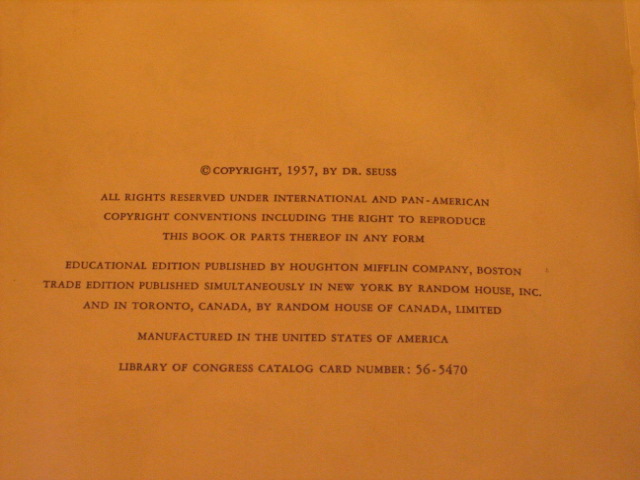 ©COPYRIGHT, 1957, BY DR. SEUSS
ALL RIGHTS RESERVED UNDER INTERNATIONAL AND PAN-AMERICAN
COPYRIGHT CONVENTIONS INCLUDING THE RIGHT TO REPRODUCE
THIS BOOK OR PARTS THEREOF IN ANY FORM
EDUCATIONAL EDITION PUBLISHED BY HOUGHTON MIFFLIN COMPANY, BOSTON
TRADE EDITION PUBLISHED SIMULTANEOUSLY IN NEW YORK BY RANDOM HOUSE, INC.
AND IN TORONTO, CANADA, BY RANDOM HOUSE OF CANADA, LIMITED
MANUFACTURED IN THE UNITED STATES OF AMERICA
LIBRARY OF CONGRESS CATALOG CARD NUMBER: 56-5470